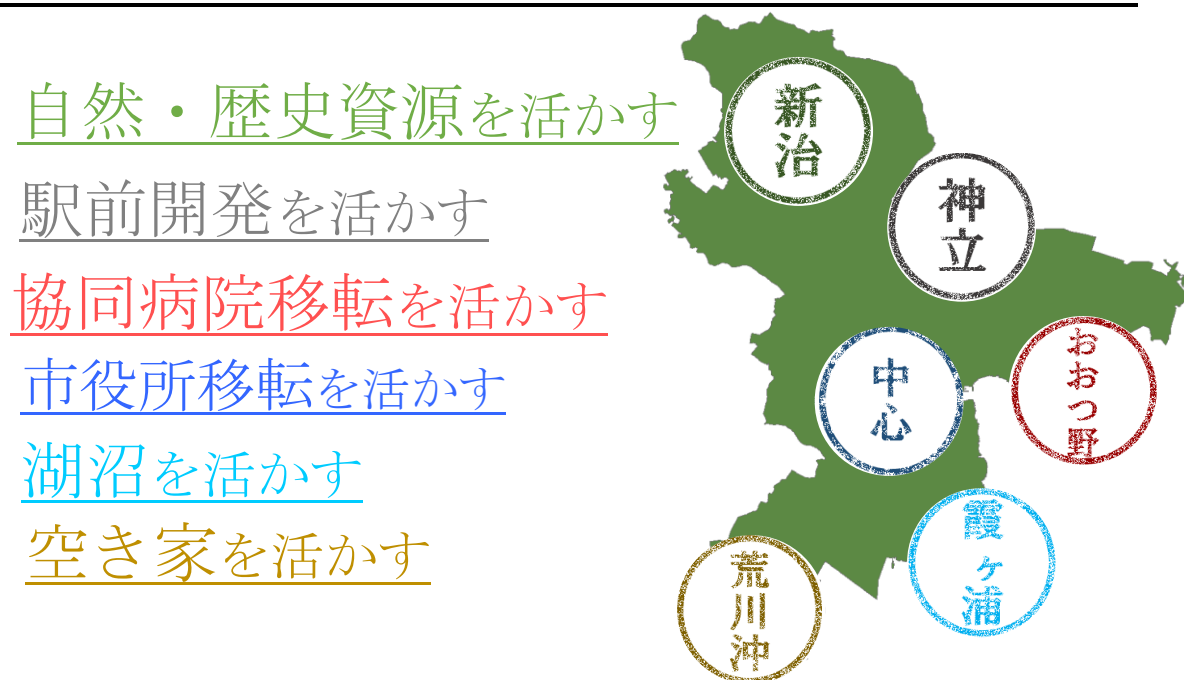 自然・歴史資源を活かす
駅前開発を活かす
協同病院移転を活かす
市役所移転を活かす
湖沼を活かす
空き家を活かす
新治
神立
中心
おおつ野
霞ヶ浦
荒川沖